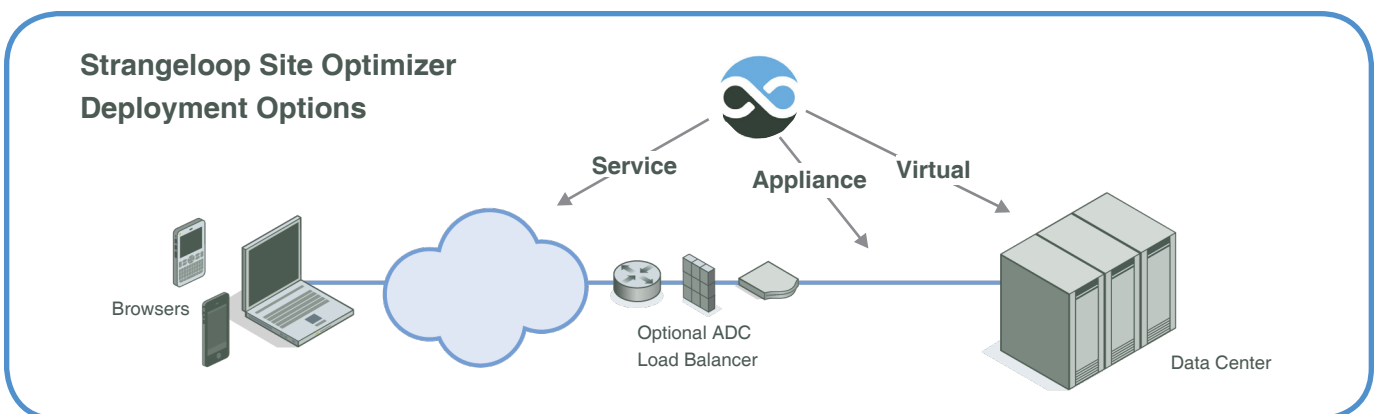 Strangeloop Site Optimizer
Deployment Options
Service
Appliance
Virtual
Browsers
Optional ADC
Load Balancer
Data Center